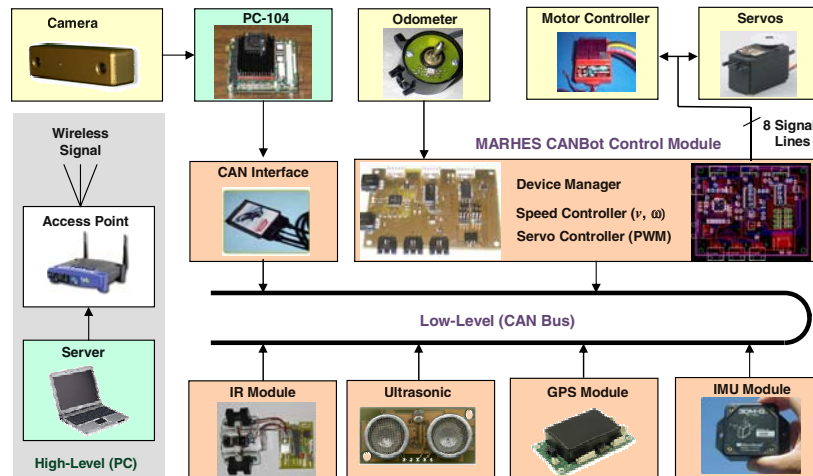 Camera
PC-104
Odometer
Motor Controller
Servos
Wireless
Signal
8 Signal
Lines
MARHES CANBot Control Module
CAN Interface
Device Manager
Speed Controller (v, ω)
Servo Controller (PWM)
Access Point
Low-Level (CAN Bus)
Server
IR Module
Ultrasonic
GPS Module
IMU Module
High-Level (PC)